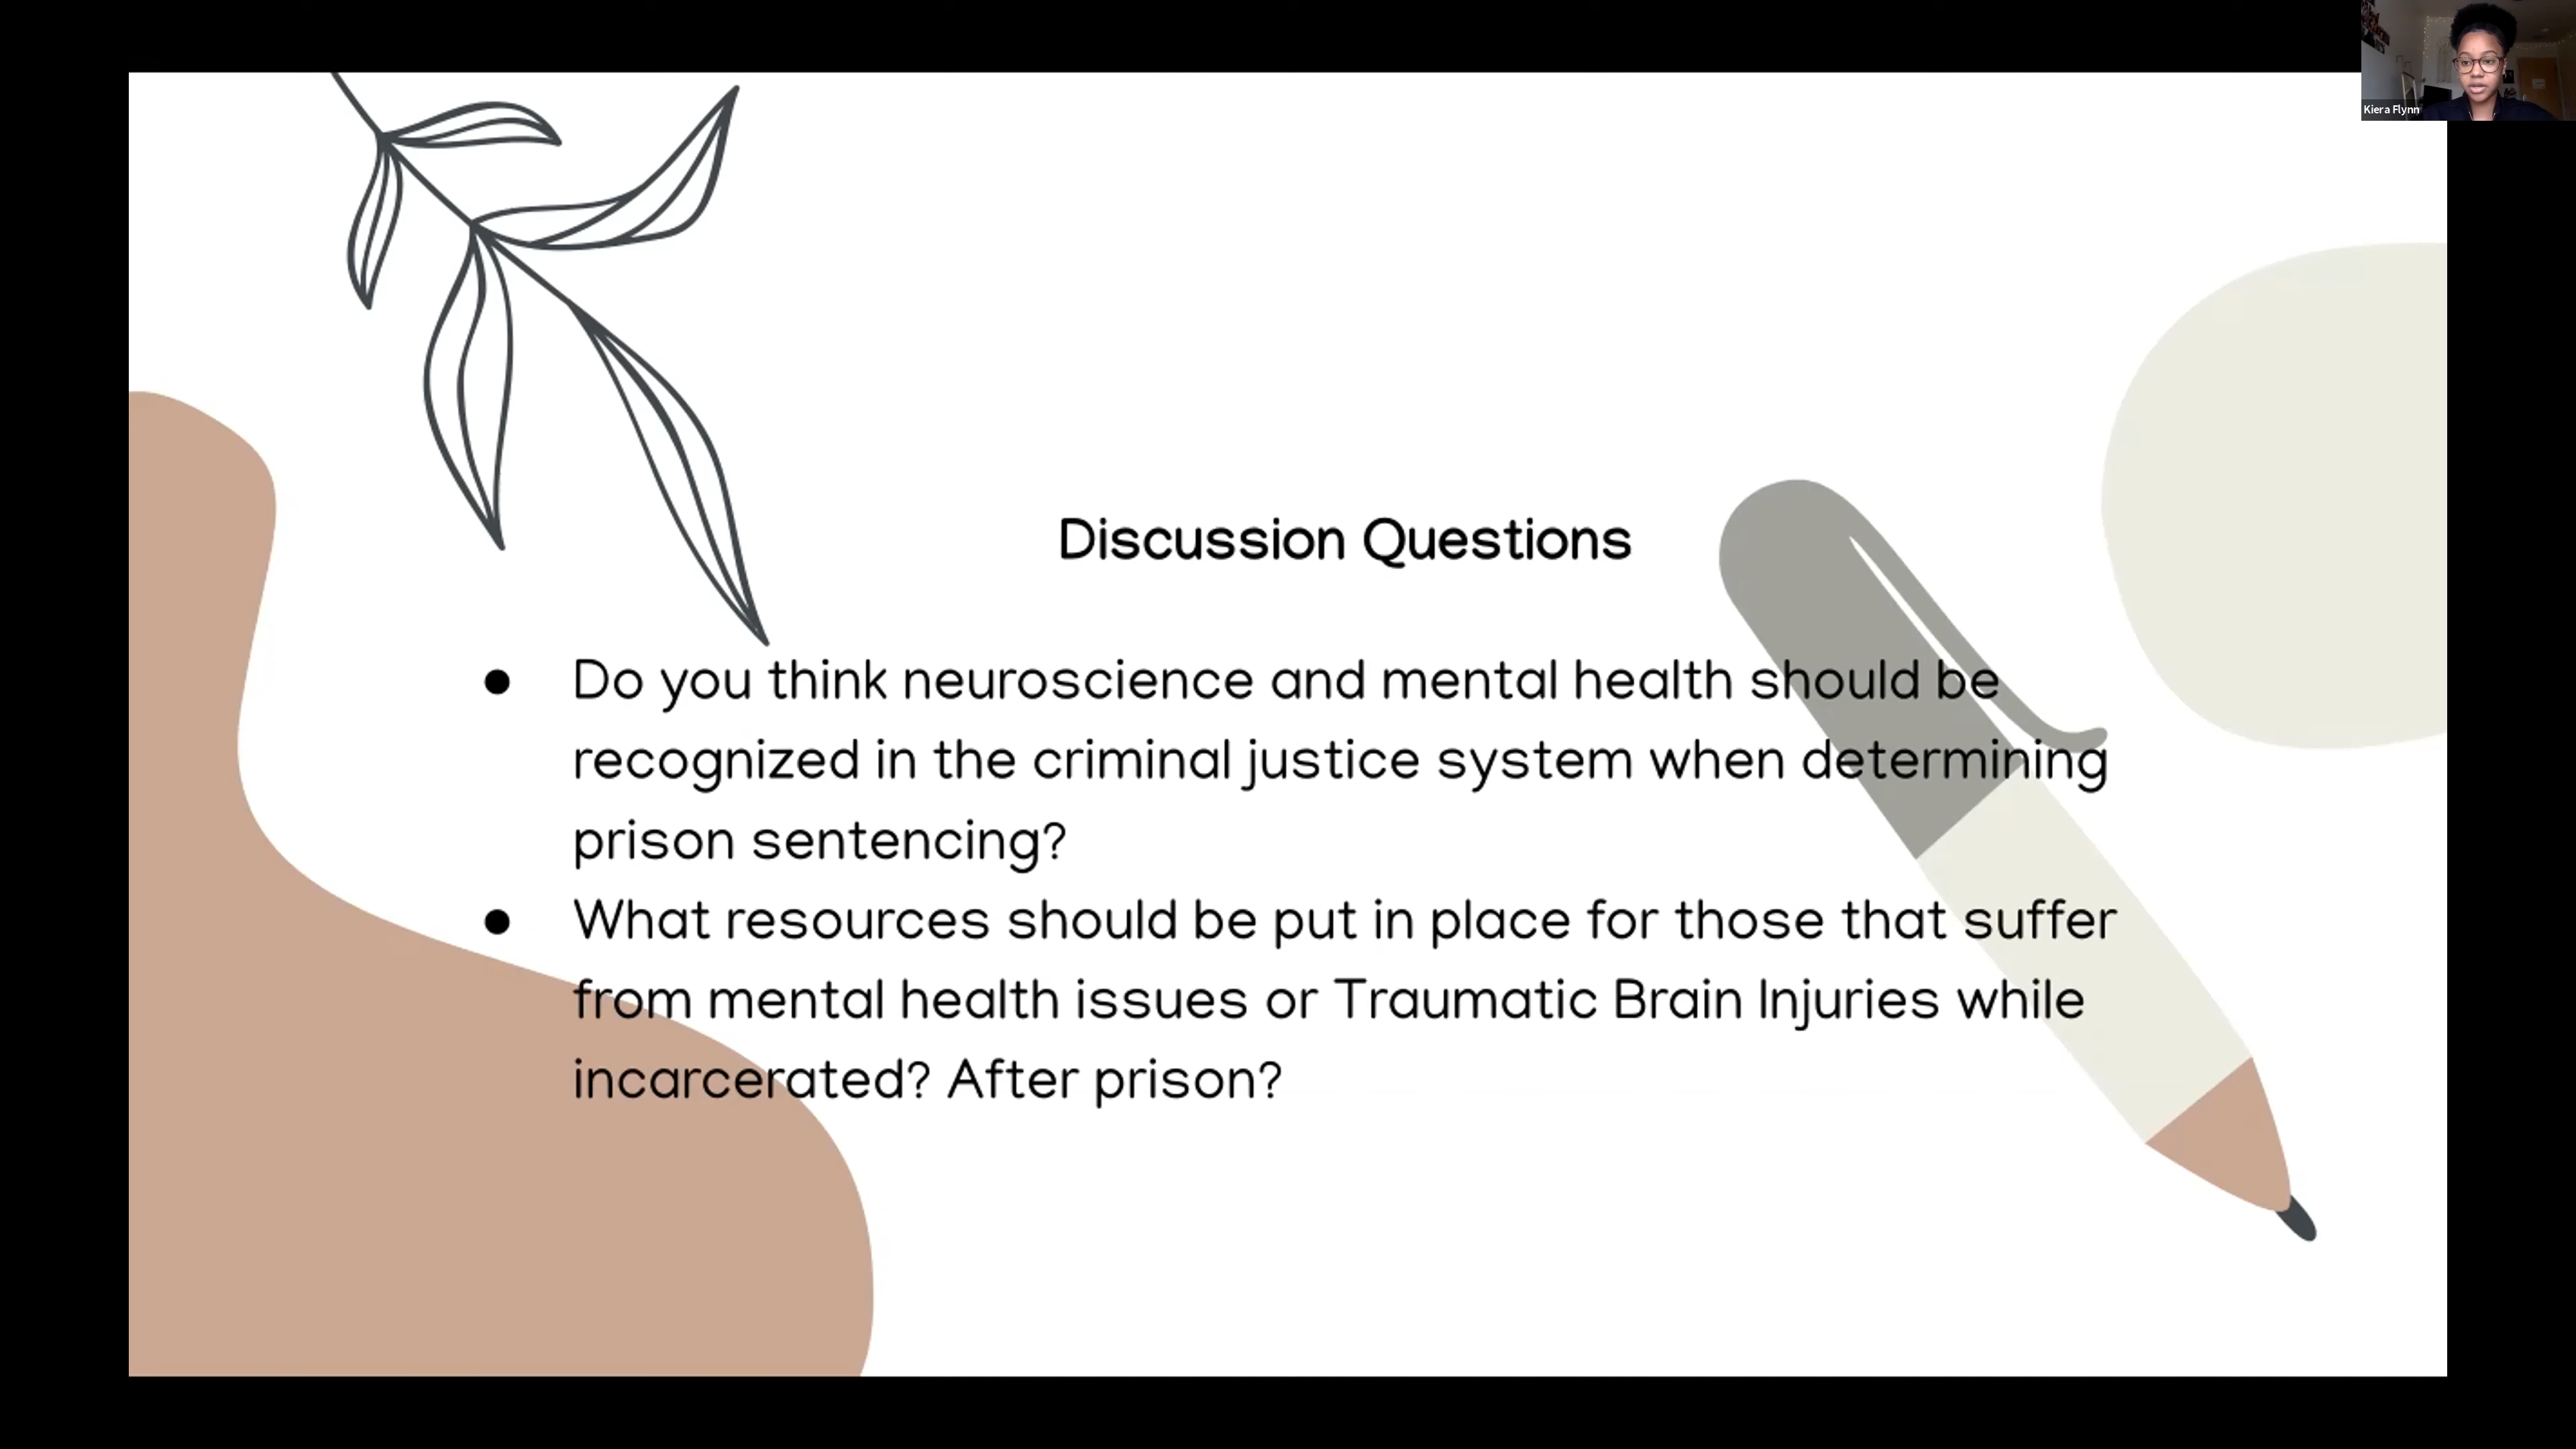 Kiera Flynn
Discussion Questions
● Do you think neuroscience and mental health should be
recognized in the criminal justice system when determining
prison sentencing?
● What resources should be put in place for those that suffer
from mental health issues or Traumatic Brain Injuries while
incarcerated? After prison?